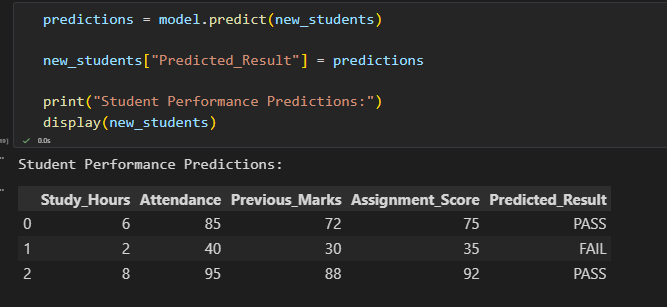 predictions = model.predict(new_students)
new_students["Predicted_Result"] = predictions
print("Student Performance Predictions:")
display(new_students)
0.0s
Student Performance Predictions:
Study_Hours Attendance Previous_Marks Assignment_Score Predicted_Result
0 6 85 72 75 PASS
1 2 40 30 35 FAIL
2 8 95 88 92 PASS